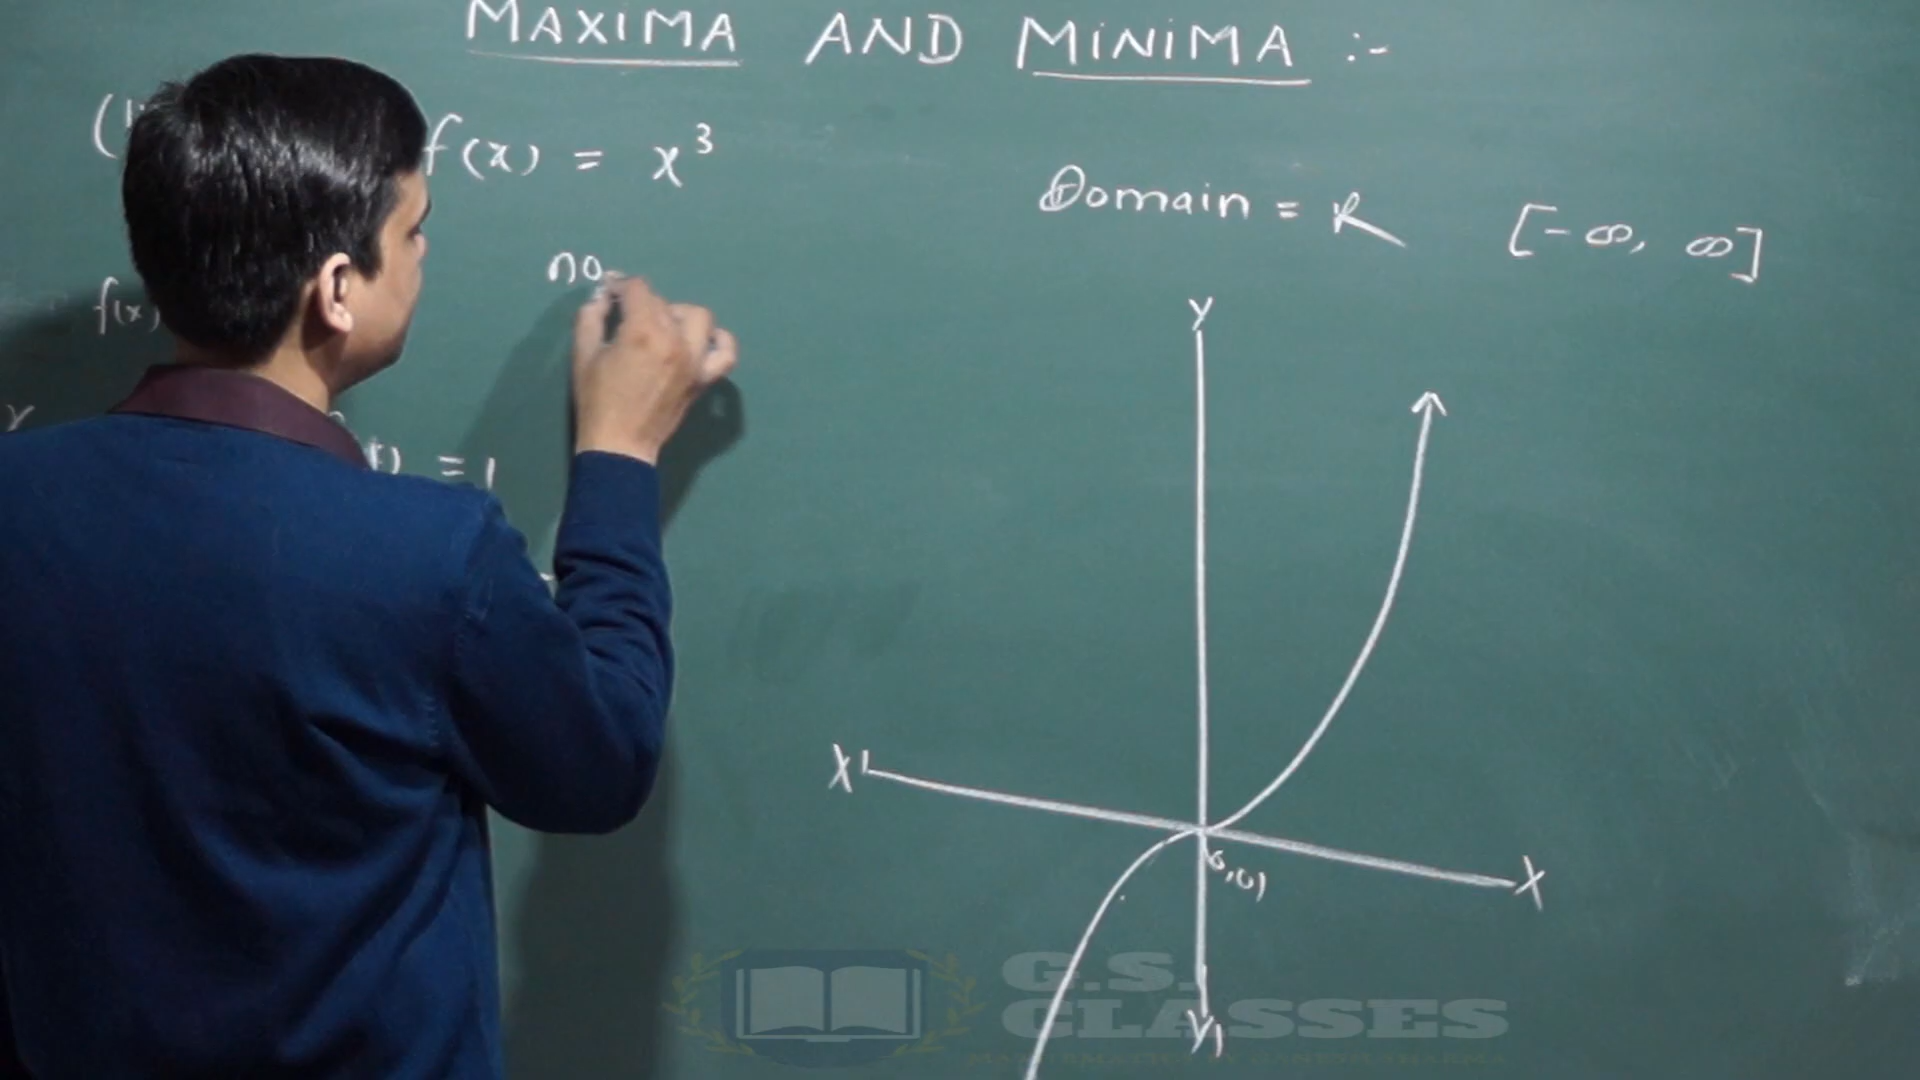 MAXIMA AND MINIMA :-
f(x) = x³
Domain = R [-∞, ∞]
no
f(x)
= 1
Y
X'
X
0,0)
Y'
G.S.
CLASSES